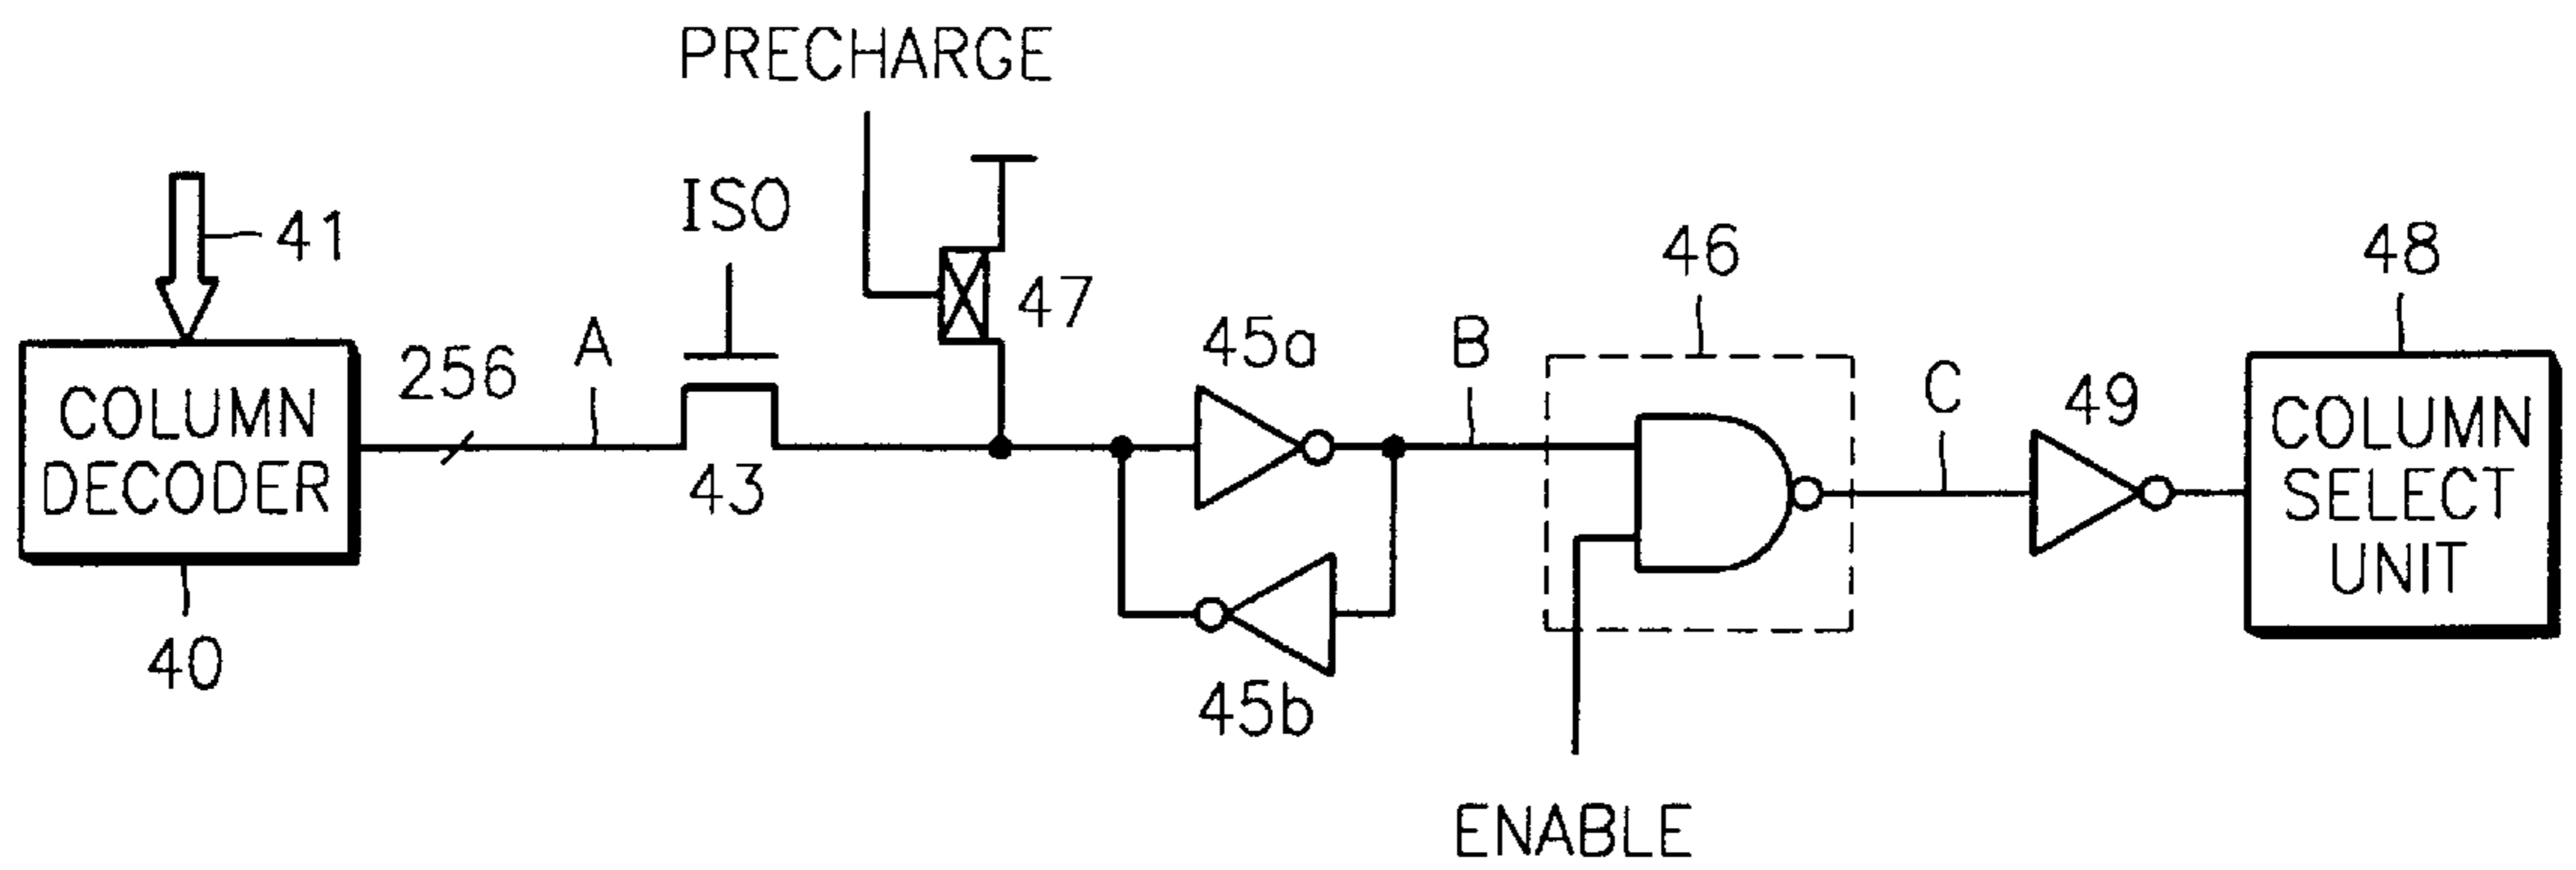 PRECHARGE
ISO
41
47
46
48
256
A
45a
B
C
49
COLUMN
DECODER
43
COLUMN
SELECT
UNIT
40
45b
ENABLE